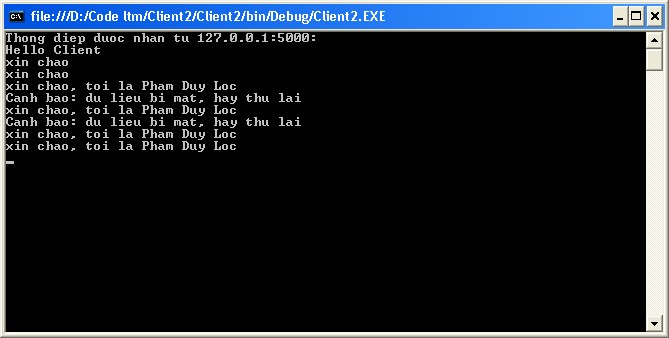 file:///D:/Code ltm/Client2/Client2/bin/Debug/Client2.EXE
Thong diep duoc nhan tu 127.0.0.1:5000:
Hello Client
xin chao
xin chao
xin chao, toi la Pham Duy Loc
Canh bao: du lieu bi mat, hay thu lai
xin chao, toi la Pham Duy Loc
Canh bao: du lieu bi mat, hay thu lai
xin chao, toi la Pham Duy Loc
xin chao, toi la Pham Duy Loc